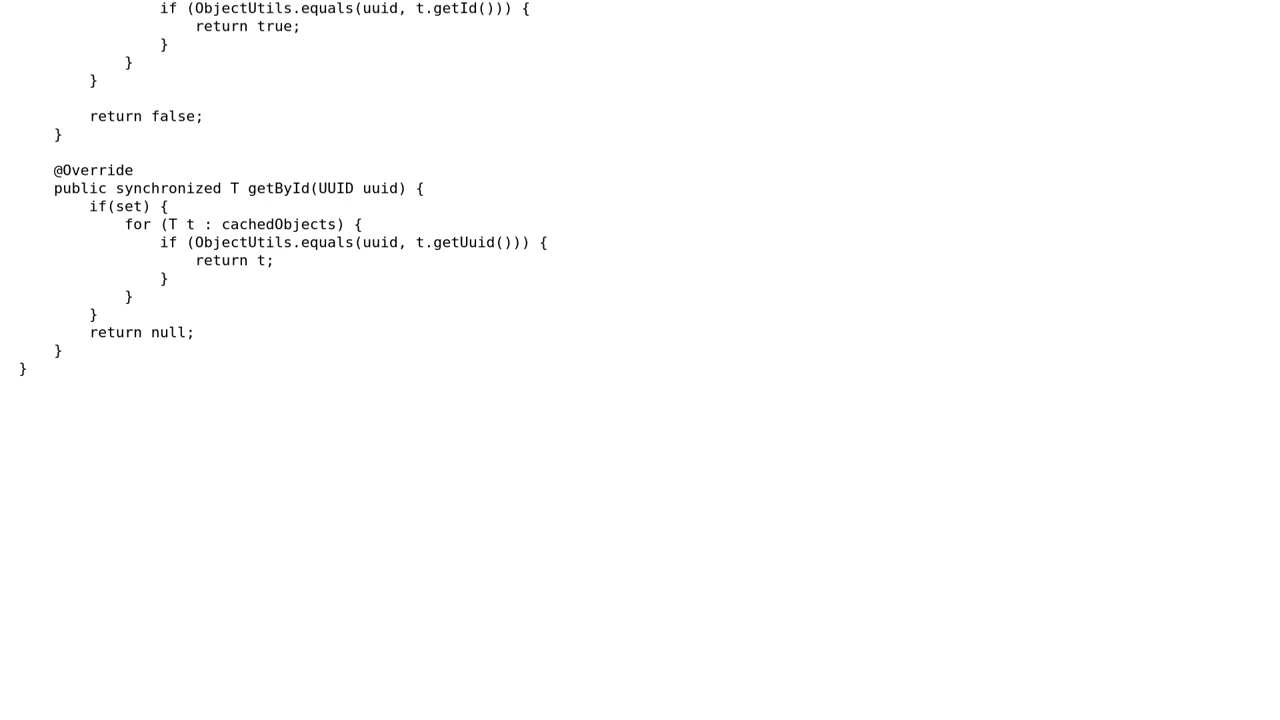 if (ObjectUtils.equals(uuid, t.getId())) {
                    return true;
                }
            }
        }

        return false;
    }

    @Override
    public synchronized T getById(UUID uuid) {
        if(set) {
            for (T t : cachedObjects) {
                if (ObjectUtils.equals(uuid, t.getUuid())) {
                    return t;
                }
            }
        }
        return null;
    }
}